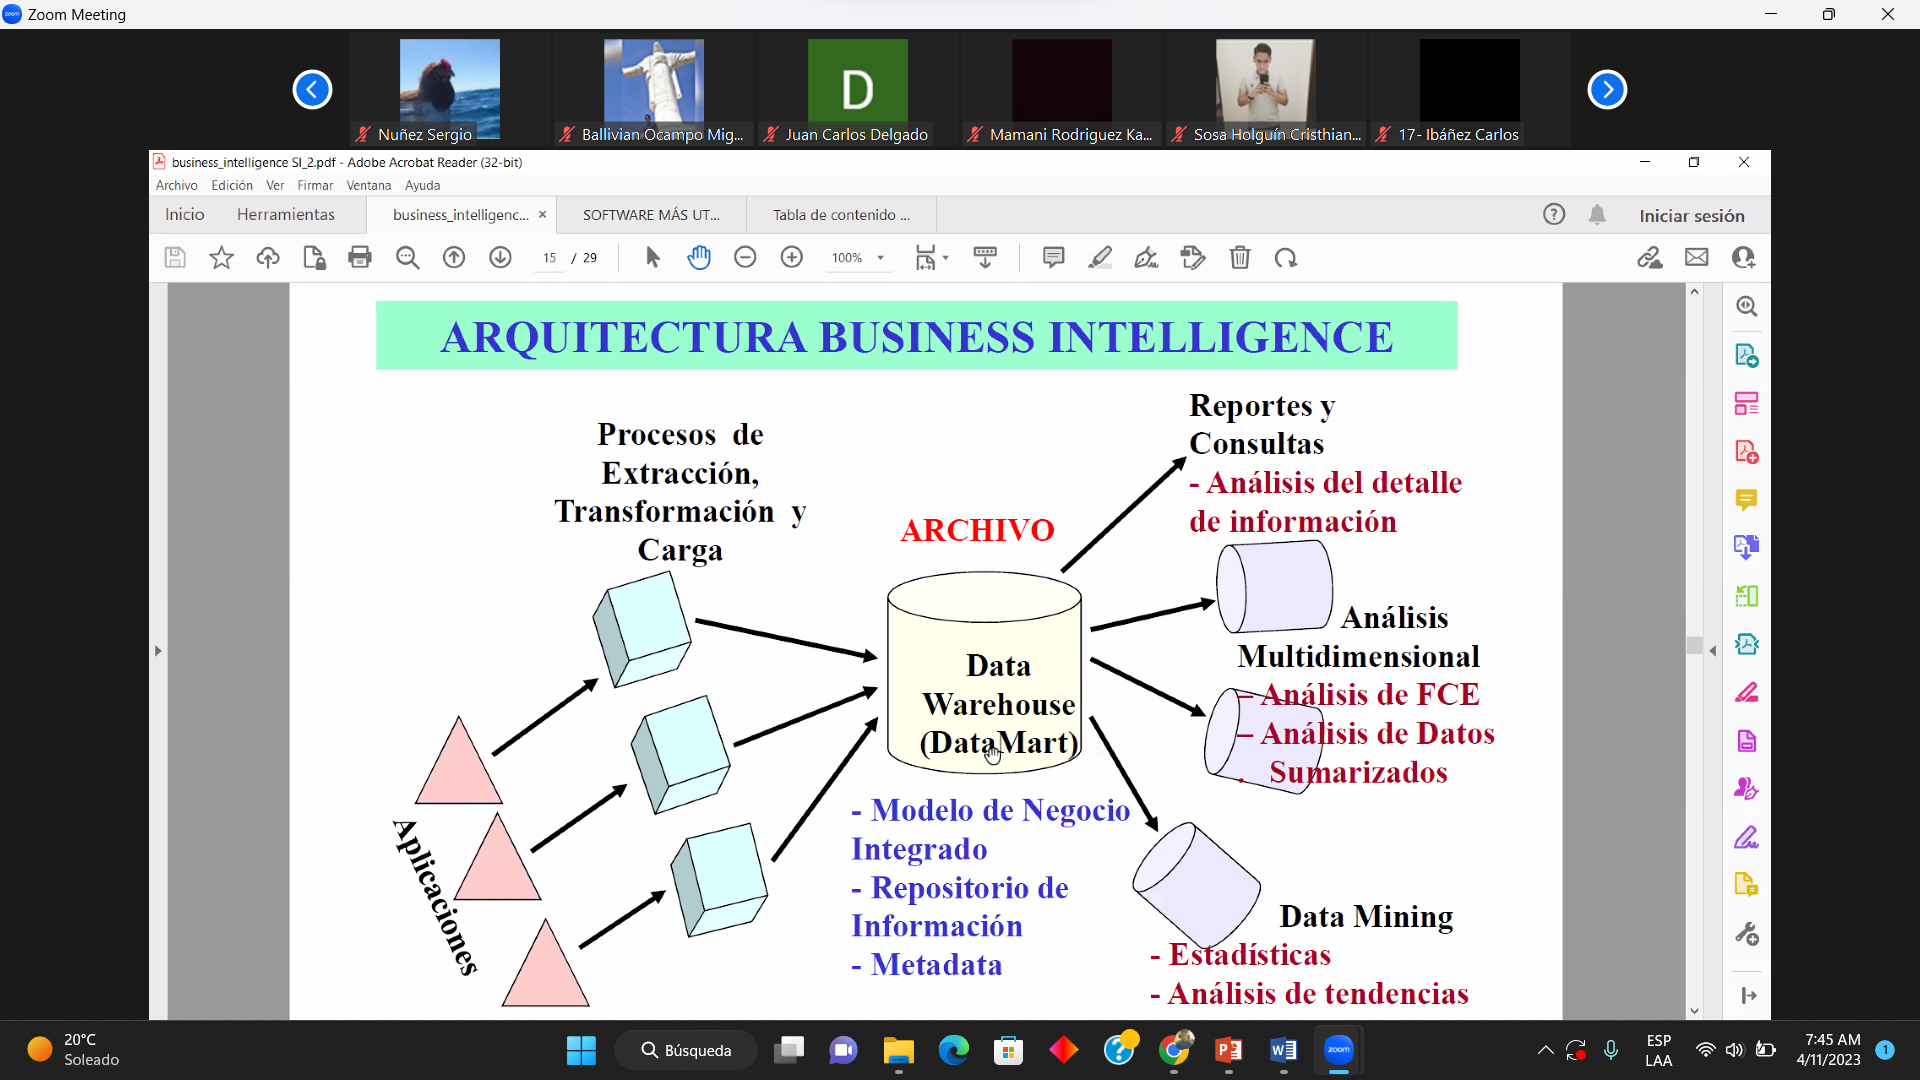 Zoom Meeting
D
Nuñez Sergio
Ballivian Ocampo Mig...
Juan Carlos Delgado
Mamani Rodriguez Ka...
Sosa Holguín Cristhian...
17- Ibáñez Carlos
business_intelligence SI_2.pdf - Adobe Acrobat Reader (32-bit)
Archivo Edición Ver Firmar Ventana Ayuda
Inicio Herramientas business_intelligenc... × SOFTWARE MÁS UT... Tabla de contenido ... Iniciar sesión
15 / 29 100%
ARQUITECTURA BUSINESS INTELLIGENCE
Procesos de
Extracción,
Transformación y
Carga
Aplicaciones
ARCHIVO
Data
Warehouse
(DataMart)
- Modelo de Negocio
Integrado
- Repositorio de
Información
- Metadata
Reportes y
Consultas
- Análisis del detalle
de información
Análisis
Multidimensional
– Análisis de FCE
– Análisis de Datos
. Sumarizados
Data Mining
- Estadísticas
- Análisis de tendencias
20°C
Soleado
Búsqueda
zoom
ESP
LAA
7:45 AM
4/11/2023
1